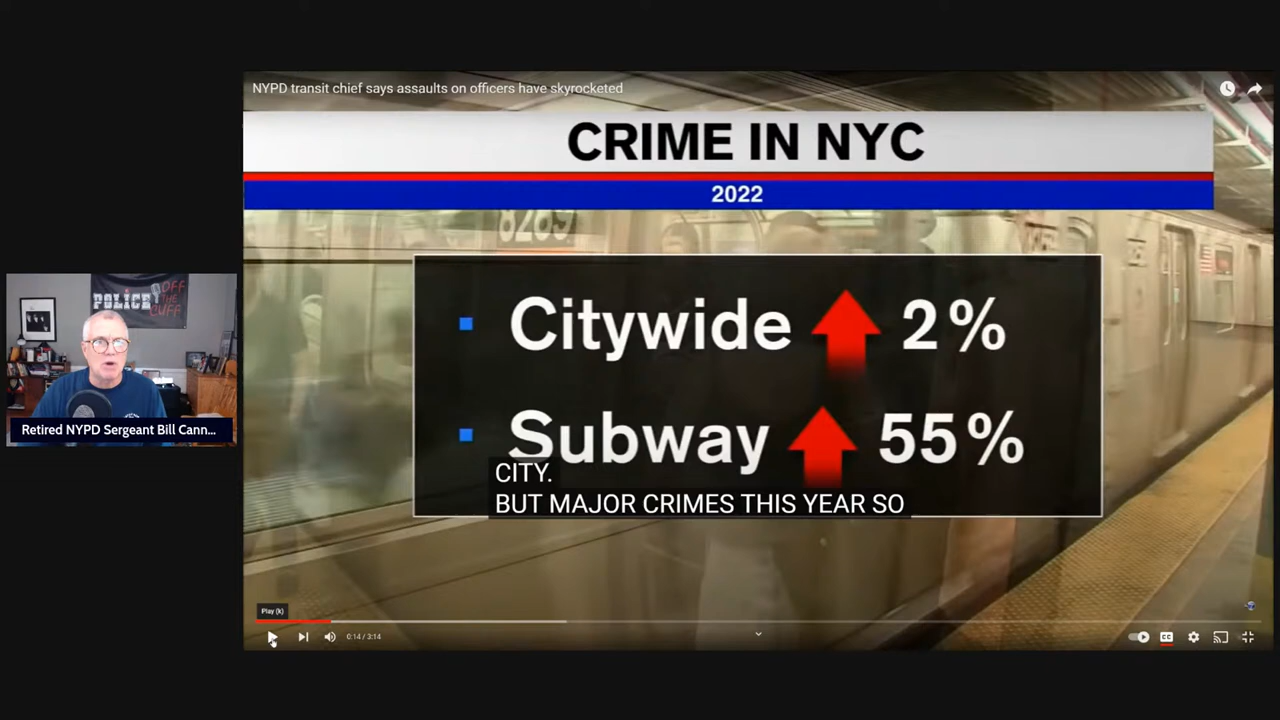 NYPD transit chief says assaults on officers have skyrocketed
CRIME IN NYC
2022
8269
Citywide 2%
Subway 55%
CITY.
BUT MAJOR CRIMES THIS YEAR SO
POLICE OFF
THE
CUFF
Retired NYPD Sergeant Bill Cann...
Play (k)
0:14 / 3:14
CC